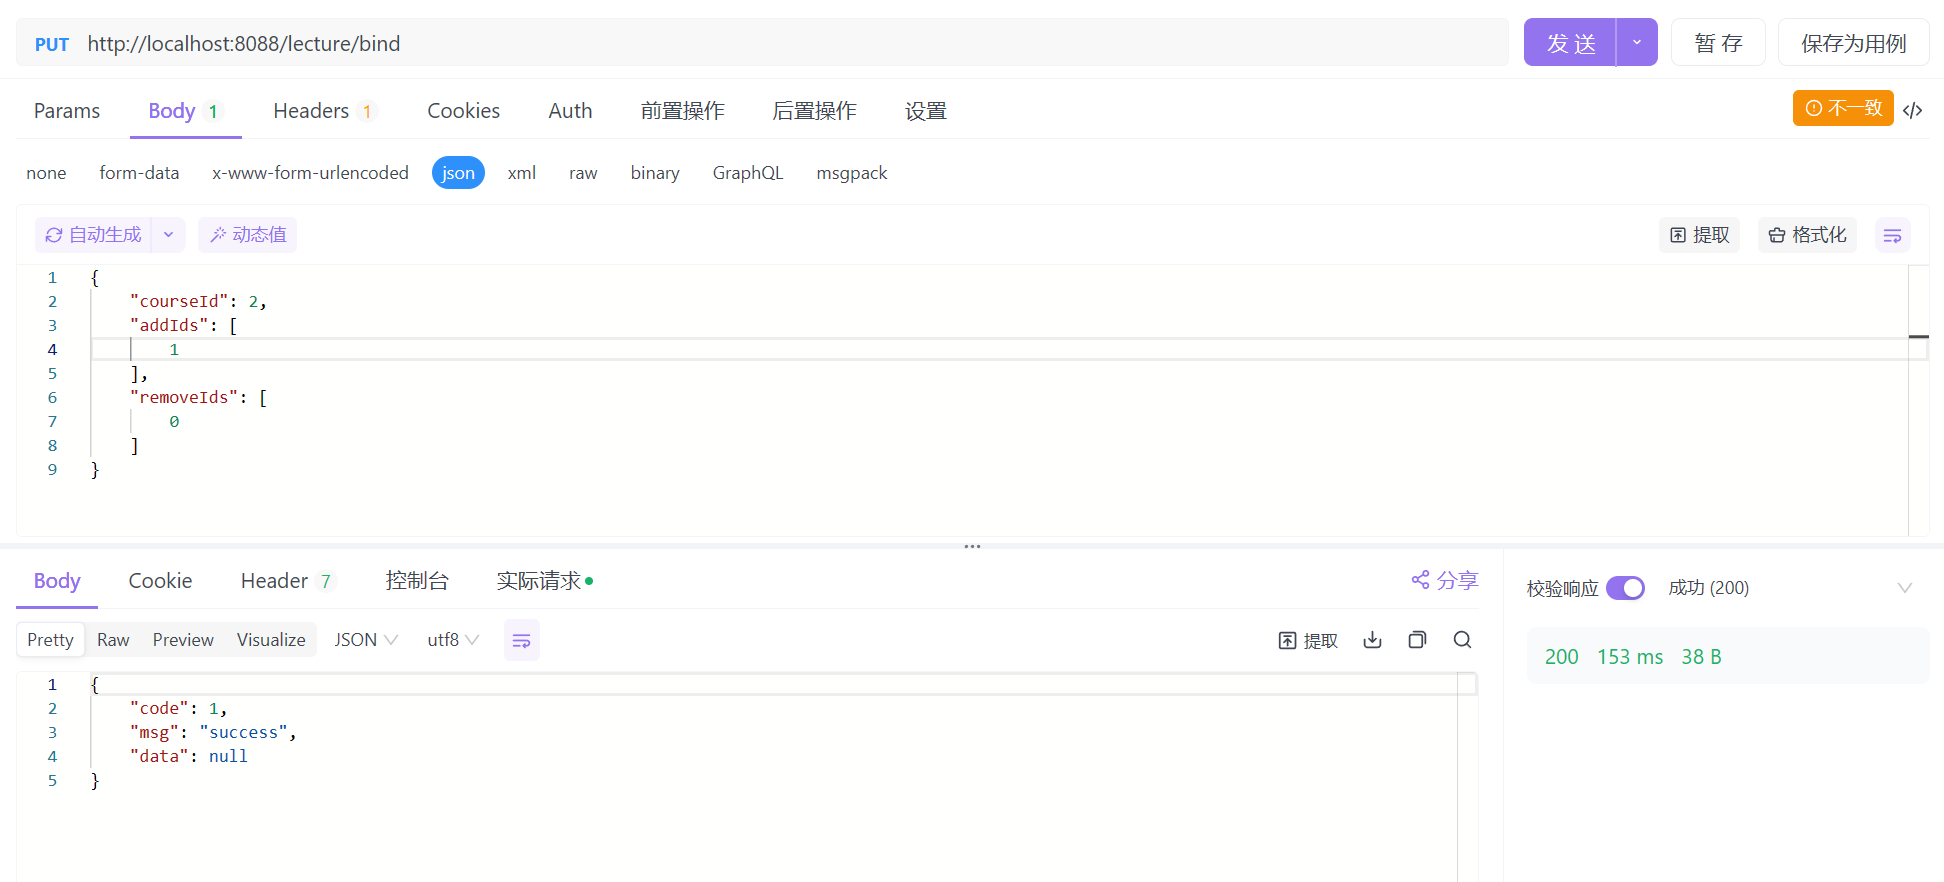 PUT http://localhost:8088/lecture/bind 发 送 暂 存 保存为用例
Params Body 1 Headers 1 Cookies Auth 前置操作 后置操作 设置 不一致 </>
none form-data x-www-form-urlencoded json xml raw binary GraphQL msgpack
自动生成 动态值 提取 格式化
1 {
2 "courseId": 2,
3 "addIds": [
4 1
5 ],
6 "removeIds": [
7 0
8 ]
9 }
Body Cookie Header 7 控制台 实际请求 分享
Pretty Raw Preview Visualize JSON utf8 提取
1 {
2 "code": 1,
3 "msg": "success",
4 "data": null
5 }
校验响应 成功 (200)
200 153 ms 38 B